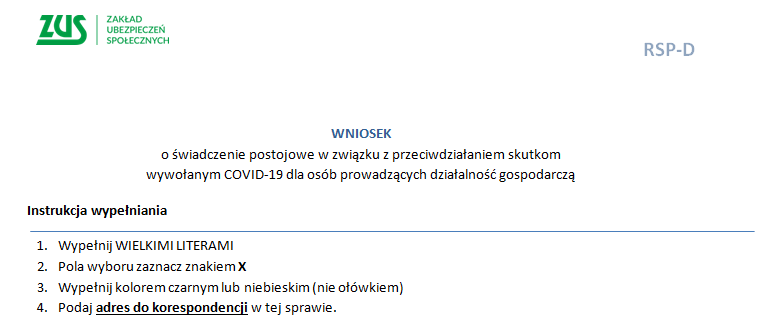 ZUS
ZAKŁAD
UBEZPIECZEŃ
SPOŁECZNYCH
RSP-D
WNIOSEK
o świadczenie postojowe w związku z przeciwdziałaniem skutkom
wywołanym COVID-19 dla osób prowadzących działalność gospodarczą
Instrukcja wypełniania
1. Wypełnij WIELKIMI LITERAMI
2. Pola wyboru zaznacz znakiem X
3. Wypełnij kolorem czarnym lub niebieskim (nie ołówkiem)
4. Podaj adres do korespondencji w tej sprawie.